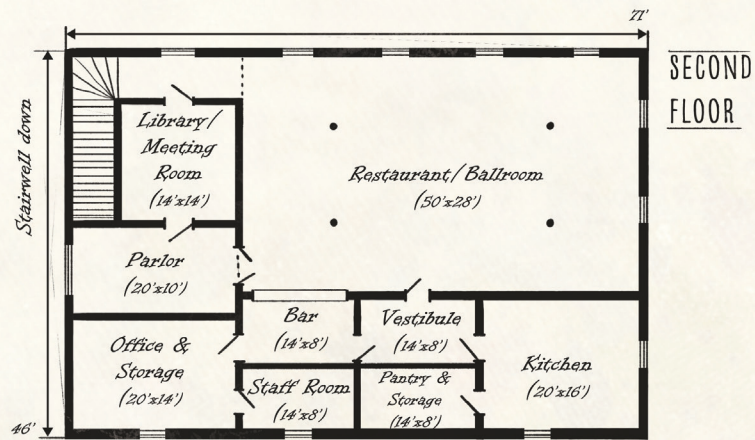 71'
SECOND
FLOOR
Stairwell down
Library/
Meeting
Room
(14'x14')
Restaurant/Ballroom
(50'x28')
Parlor
(20'x10')
Bar
(14'x8')
Vestibule
(14'x8')
Office &
Storage
(20'x14')
Kitchen
(20'x16')
Staff Room
(14'x8')
Pantry &
Storage
(14'x8')
46'